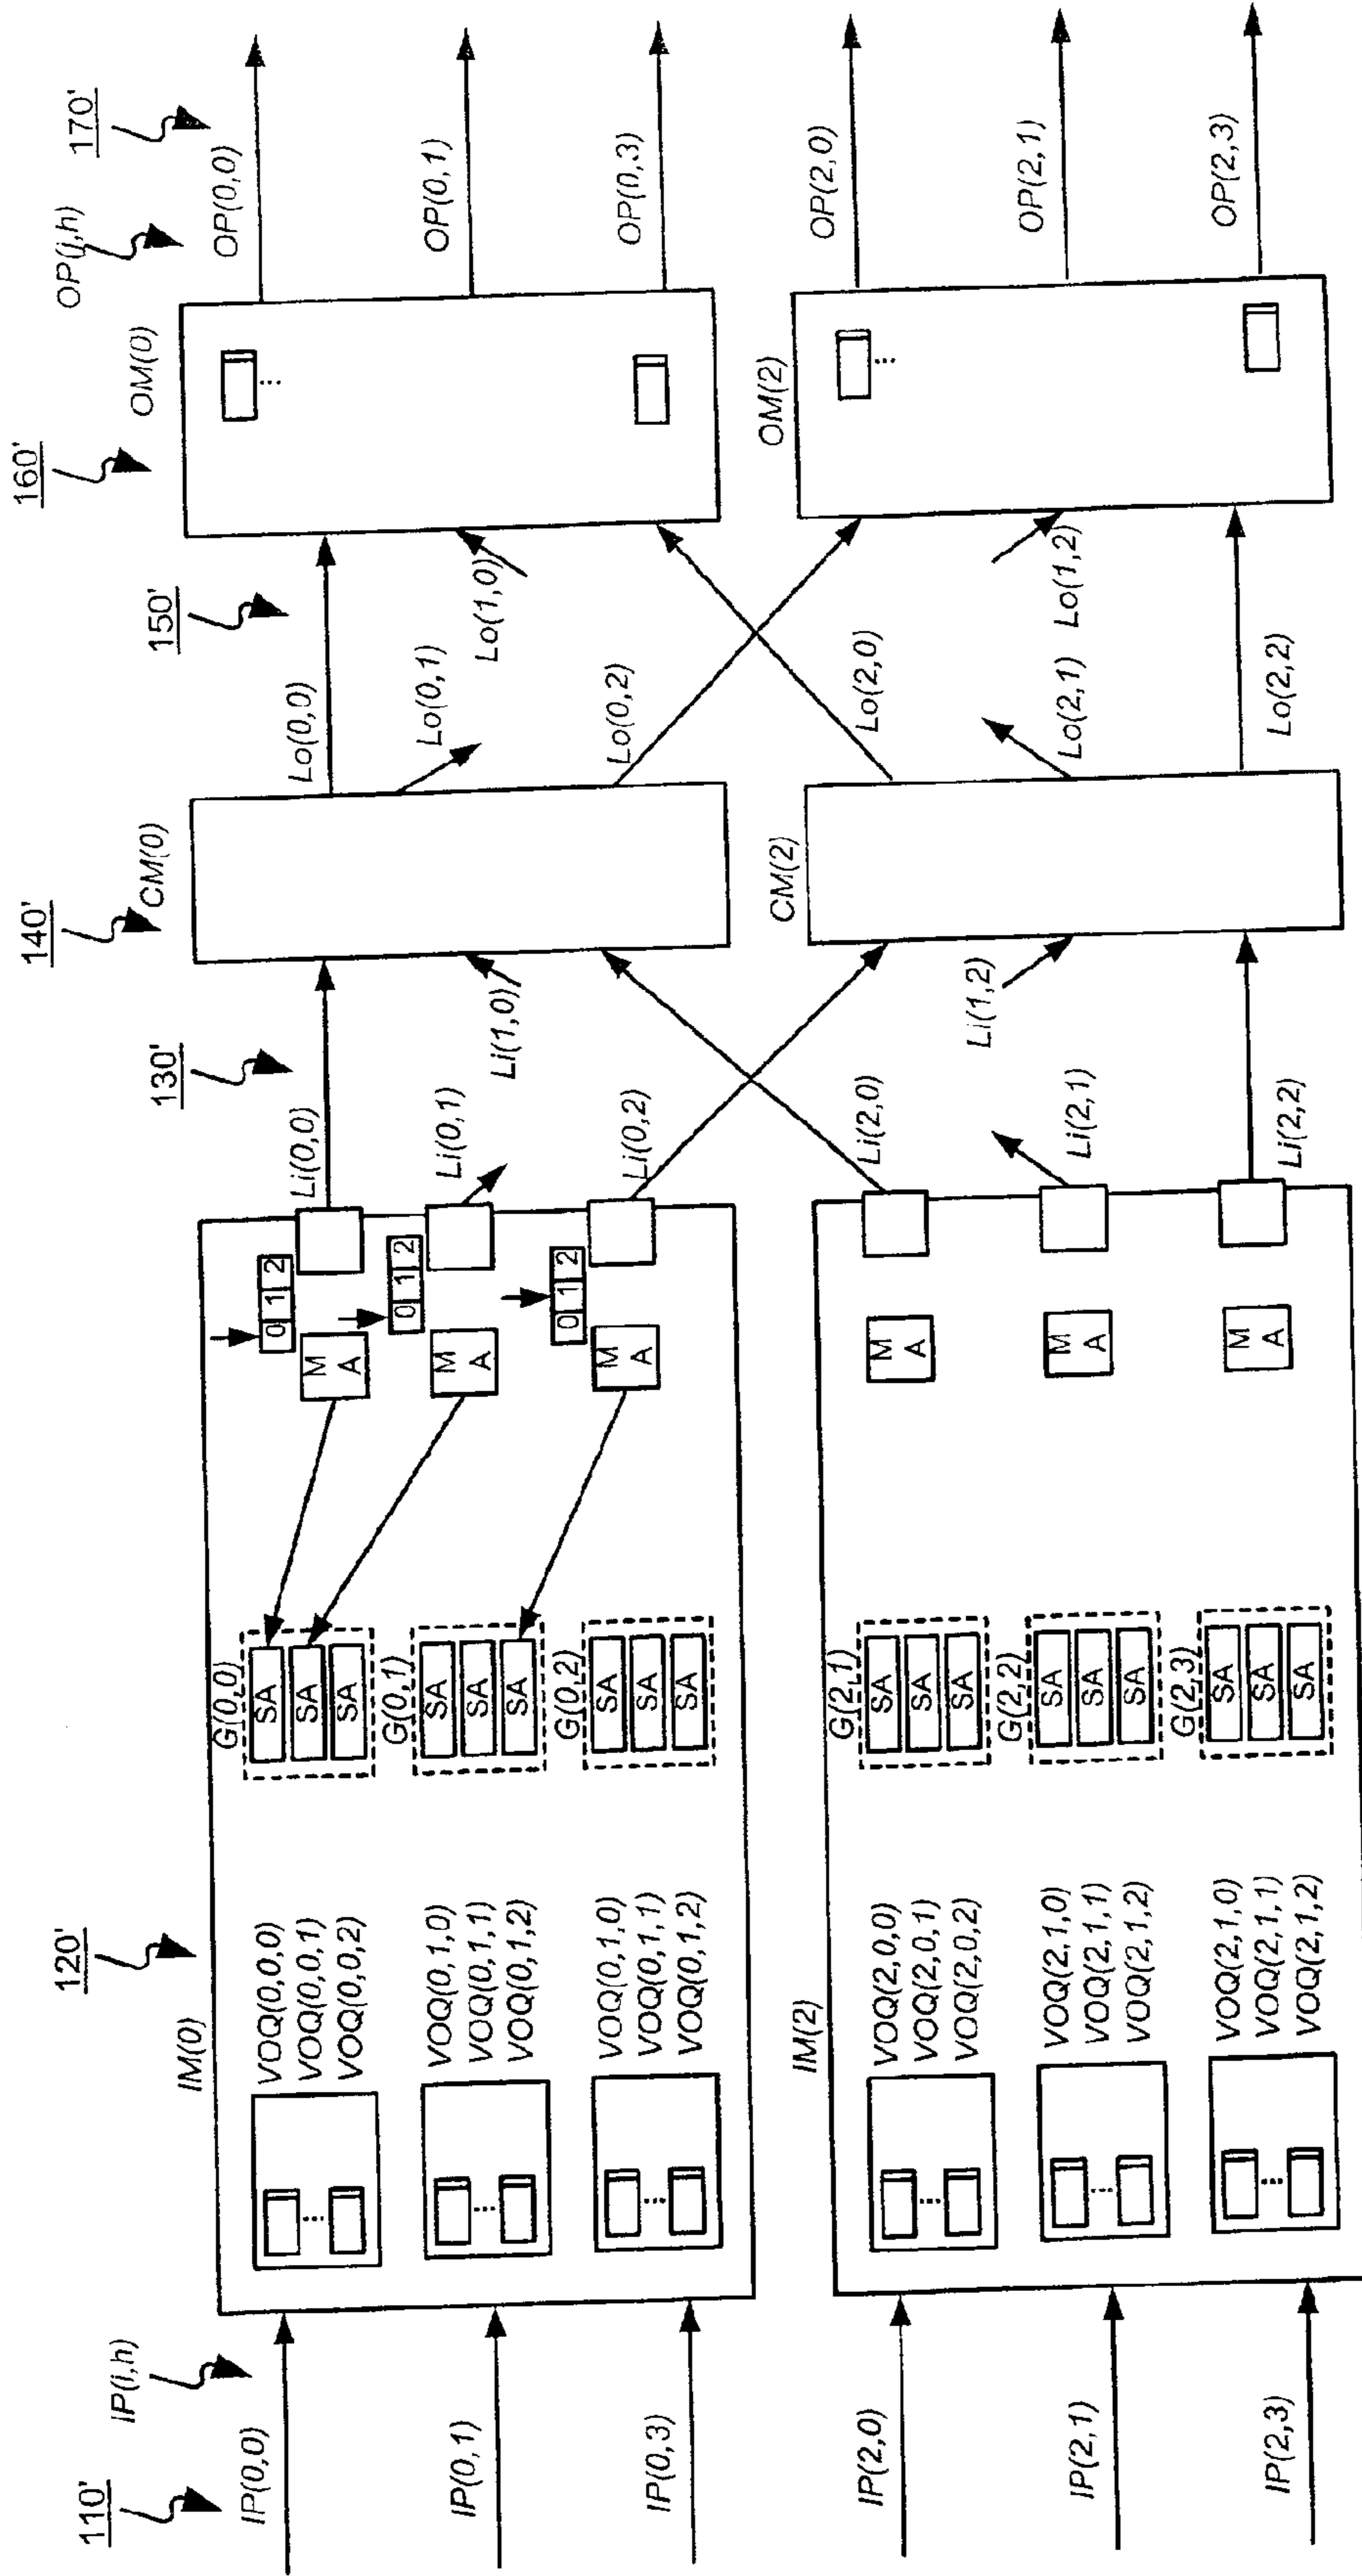 110'
IP(i,h)
IP(0,0)
IP(0,1)
IP(0,3)
IP(2,0)
IP(2,1)
IP(2,3)
120'
IM(0)
VOQ(0,0,0)
VOQ(0,0,1)
VOQ(0,0,2)
VOQ(0,1,0)
VOQ(0,1,1)
VOQ(0,1,2)
VOQ(0,1,0)
VOQ(0,1,1)
VOQ(0,1,2)
G(0,0)
SA
SA
SA
G(0,1)
SA
SA
SA
G(0,2)
SA
SA
SA
0 1 2
M
A
0 1 2
M
A
0 1 2
M
A
IM(2)
VOQ(2,0,0)
VOQ(2,0,1)
VOQ(2,0,2)
VOQ(2,1,0)
VOQ(2,1,1)
VOQ(2,1,2)
VOQ(2,1,0)
VOQ(2,1,1)
VOQ(2,1,2)
G(2,1)
SA
SA
SA
G(2,2)
SA
SA
SA
G(2,3)
SA
SA
SA
M
A
M
A
M
A
130'
Li(0,0)
Li(0,1)
Li(1,0)
Li(0,2)
Li(2,0)
Li(2,1)
Li(1,2)
Li(2,2)
140'
CM(0)
CM(2)
150'
Lo(0,0)
Lo(0,1)
Lo(1,0)
Lo(0,2)
Lo(2,0)
Lo(2,1)
Lo(1,2)
Lo(2,2)
160'
OM(0)
OM(2)
170'
OP(j,h)
OP(0,0)
OP(0,1)
OP(0,3)
OP(2,0)
OP(2,1)
OP(2,3)